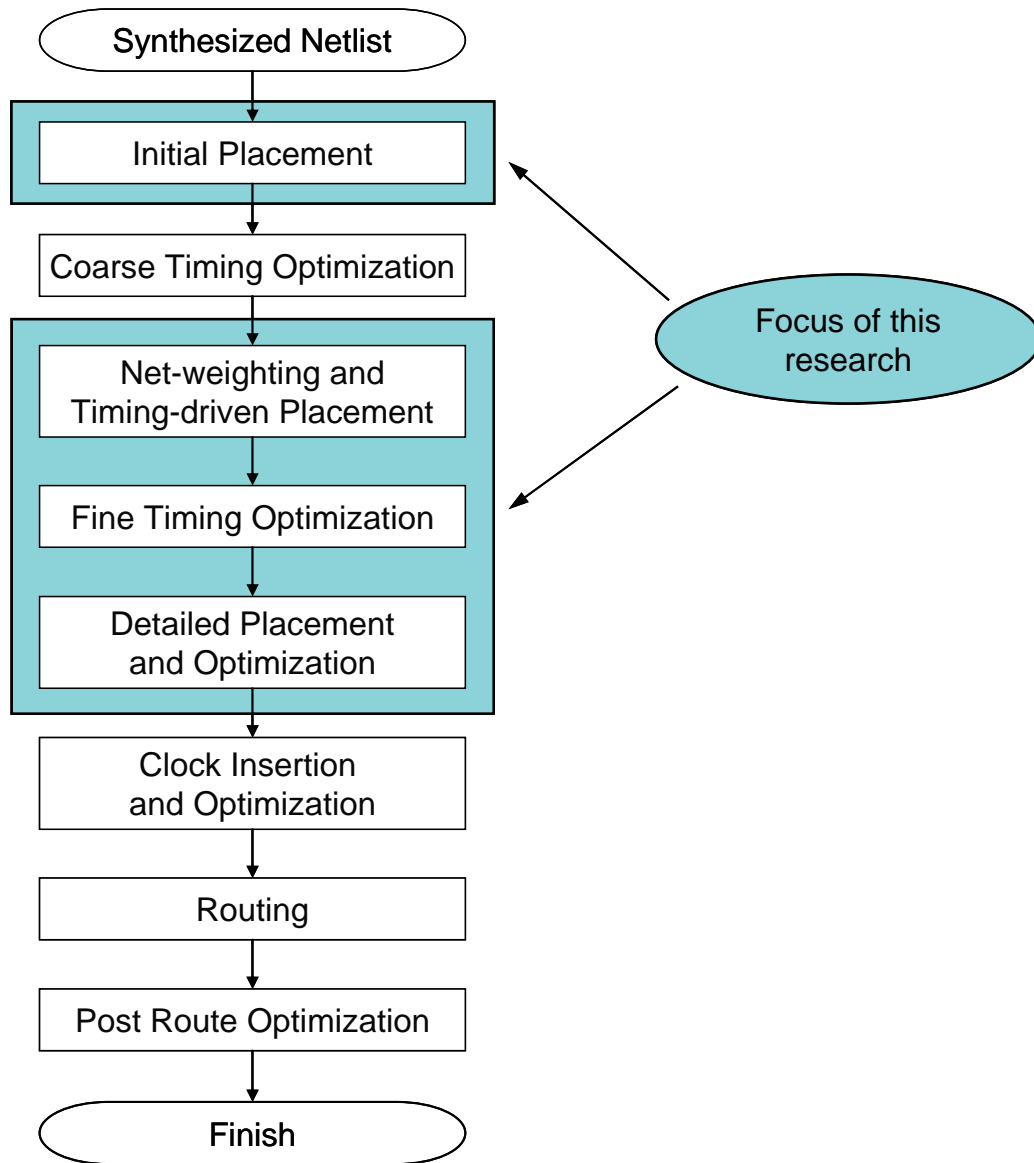 Synthesized Netlist
Initial Placement
Coarse Timing Optimization
Net-weighting and
Timing-driven Placement
Fine Timing Optimization
Detailed Placement
and Optimization
Clock Insertion
and Optimization
Routing
Post Route Optimization
Finish
Focus of this
research